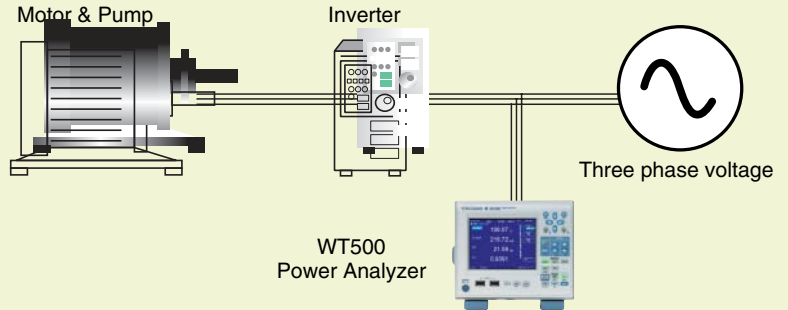 Motor & Pump
Inverter
Three phase voltage
WT500
Power Analyzer